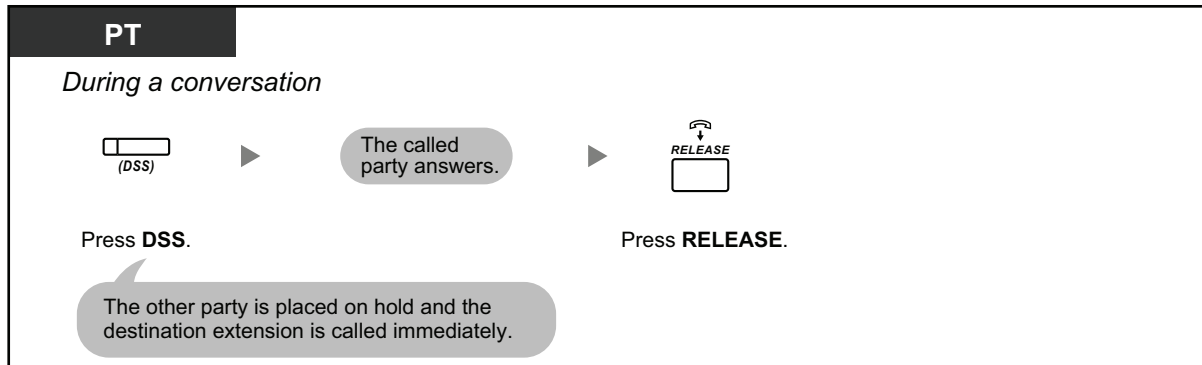 PT
During a conversation
(DSS)
The called
party answers.
RELEASE
Press DSS.
Press RELEASE.
The other party is placed on hold and the
destination extension is called immediately.